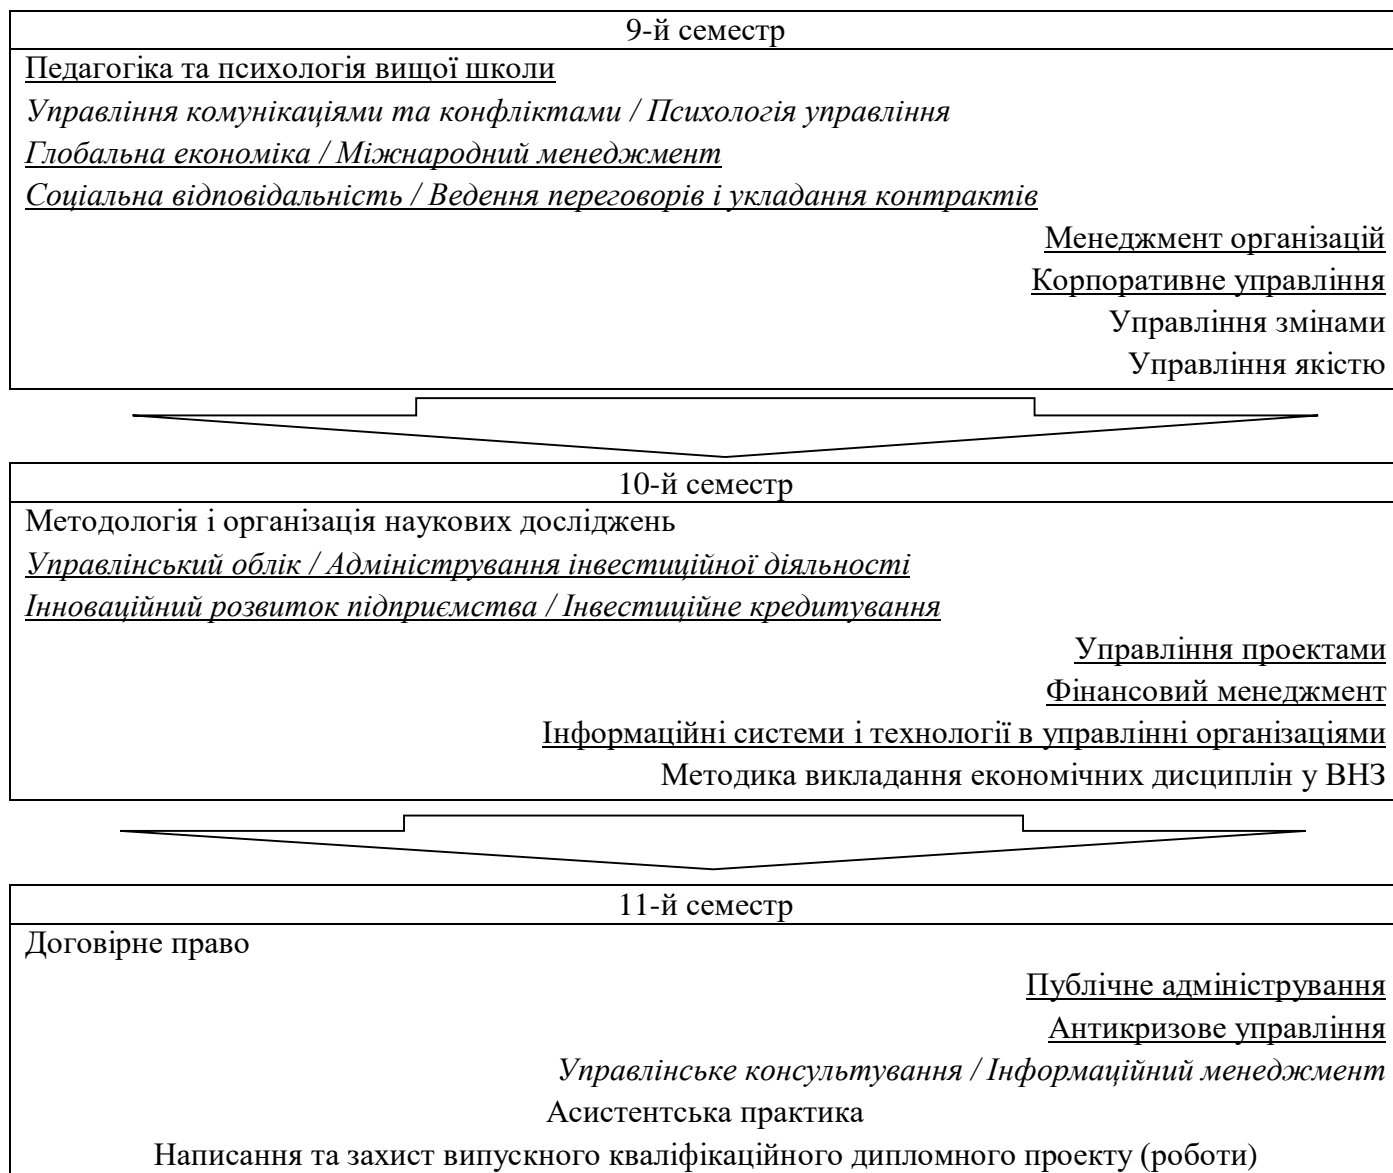 9-й семестр
Педагогіка та психологія вищої школи
Управління комунікаціями та конфліктами / Психологія управління
Глобальна економіка / Міжнародний менеджмент
Соціальна відповідальність / Ведення переговорів і укладання контрактів
Менеджмент організацій
Корпоративне управління
Управління змінами
Управління якістю
10-й семестр
Методологія і організація наукових досліджень
Управлінський облік / Адміністрування інвестиційної діяльності
Інноваційний розвиток підприємства / Інвестиційне кредитування
Управління проектами
Фінансовий менеджмент
Інформаційні системи і технології в управлінні організаціями
Методика викладання економічних дисциплін у ВНЗ
11-й семестр
Договірне право
Публічне адміністрування
Антикризове управління
Управлінське консультування / Інформаційний менеджмент
Асистентська практика
Написання та захист випускного кваліфікаційного дипломного проекту (роботи)